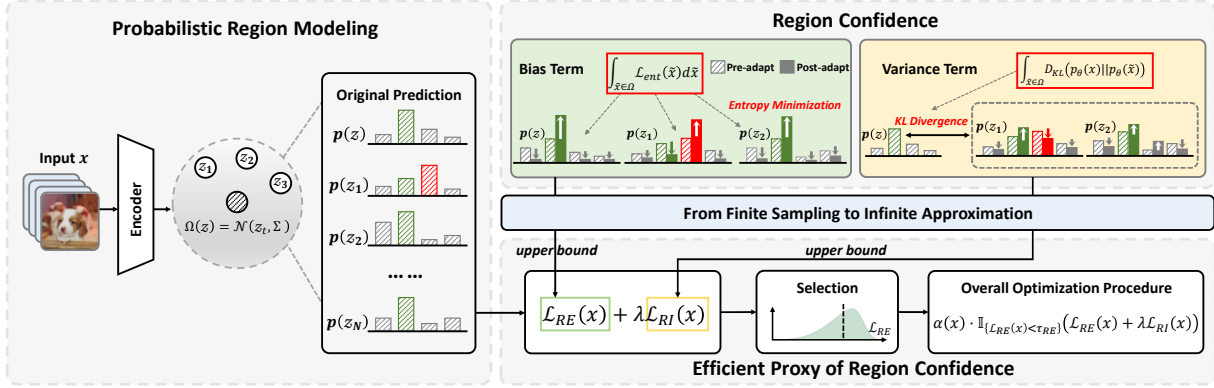 Probabilistic Region Modeling
Input x
Encoder
z₁
z₂
z₃
Ω(z) = 𝒩(z_t, Σ)
Original Prediction
p(z)
p(z₁)
p(z₂)
... ...
p(z_N)
Region Confidence
Bias Term
∫_{x̃∈Ω} ℒ_ent(x̃)dx̃
Pre-adapt
Post-adapt
Entropy Minimization
p(z)
p(z₁)
p(z₂)
Variance Term
∫_{x̃∈Ω} D_KL(p_θ(x)||p_θ(x̃))
KL Divergence
p(z)
p(z₁)
p(z₂)
From Finite Sampling to Infinite Approximation
upper bound
upper bound
ℒ_RE(x) + λℒ_RI(x)
Selection
ℒ_RE
Overall Optimization Procedure
α(x) · 𝕀_{ℒ_RE(x)<τ_RE}(ℒ_RE(x) + λℒ_RI(x))
Efficient Proxy of Region Confidence